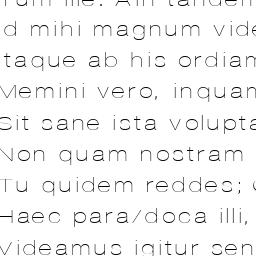 d mihi magnum vide
taque ab his ordiam
Memini vero, inquam
Sit sane ista volupta
Non quam nostram
Tu quidem reddes;
Haec para/doca illi,
Videamus igitur sen